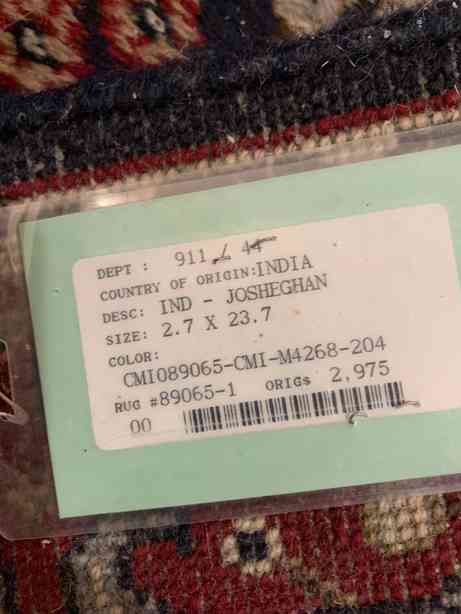 DEPT : 911 / 44
COUNTRY OF ORIGIN:INDIA
DESC: IND - JOSHEGHAN
SIZE: 2.7 X 23.7
COLOR:
CMI089065-CMI-M4268-204
RUG #89065-1 ORIG$ 2,975
00